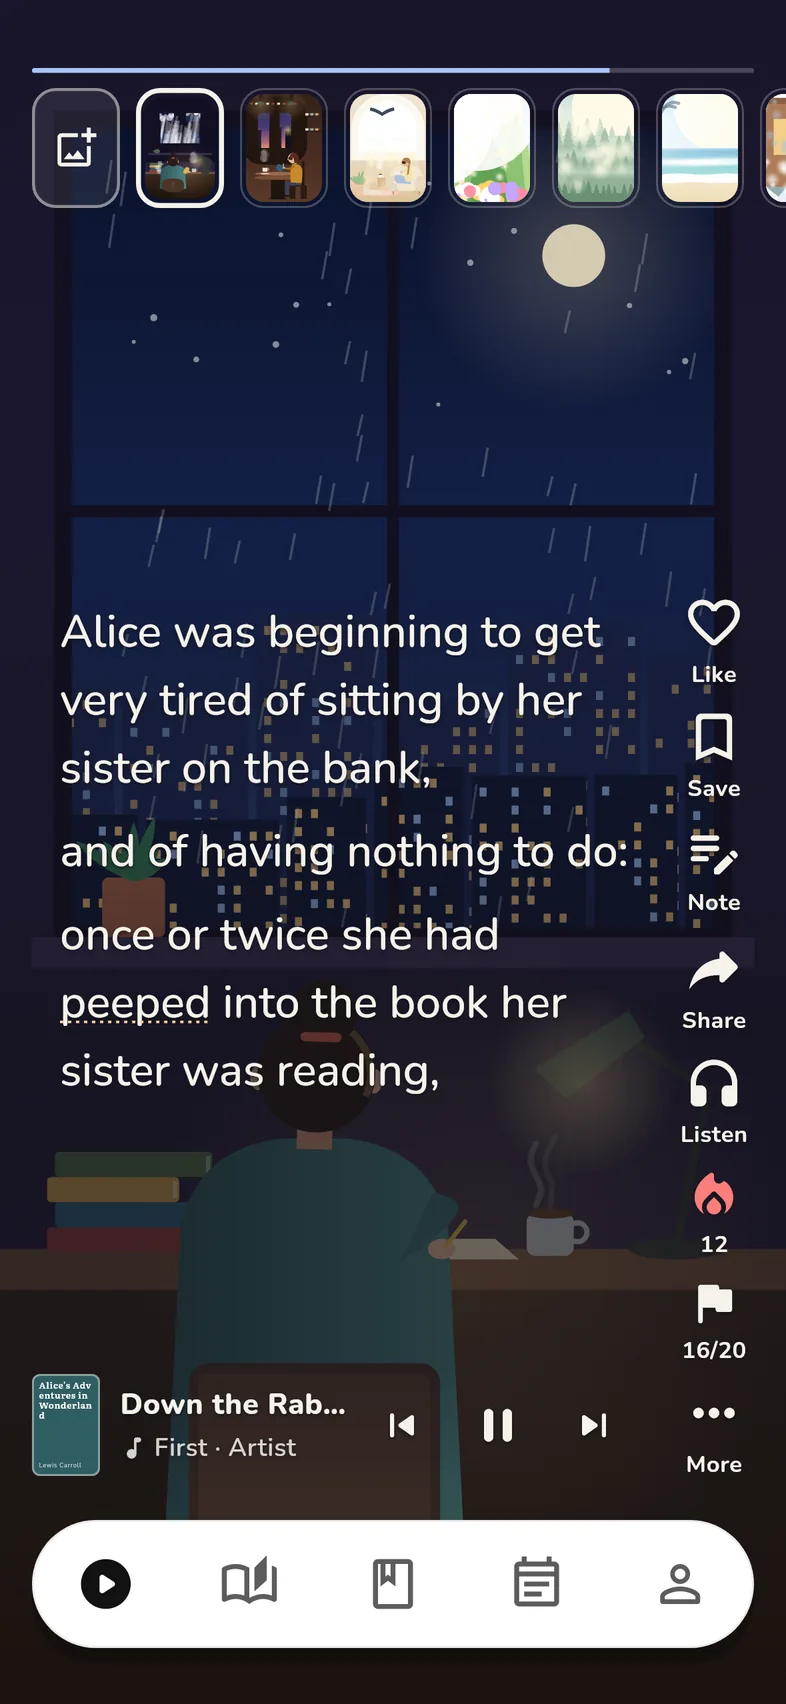 Alice was beginning to get
very tired of sitting by her
sister on the bank,
and of having nothing to do:
once or twice she had
peeped into the book her
sister was reading,
Like
Save
Note
Share
Listen
12
16/20
More
Alice's Adv
entures in
Wonderlan
d
Lewis Carroll
Down the Rab...
First · Artist